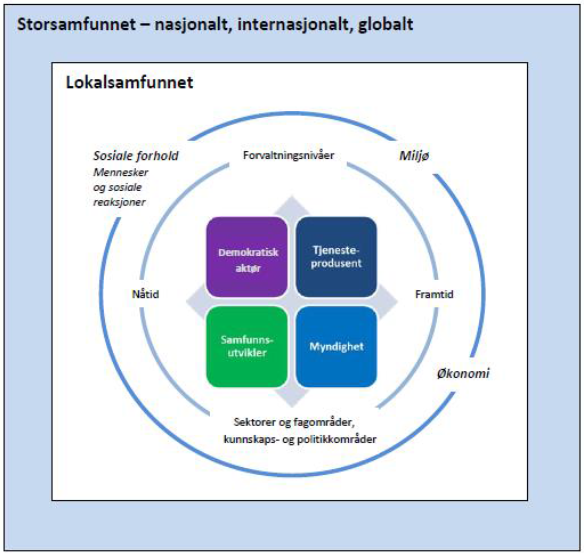 Storsamfunnet – nasjonalt, internasjonalt, globalt
Lokalsamfunnet
Sosiale forhold
Mennesker
og sosiale
reaksjoner
Forvaltningsnivåer
Miljø
Demokratisk
aktør
Tjeneste-
produsent
Nåtid
Framtid
Samfunns-
utvikler
Myndighet
Økonomi
Sektorer og fagområder,
kunnskaps- og politikkområder